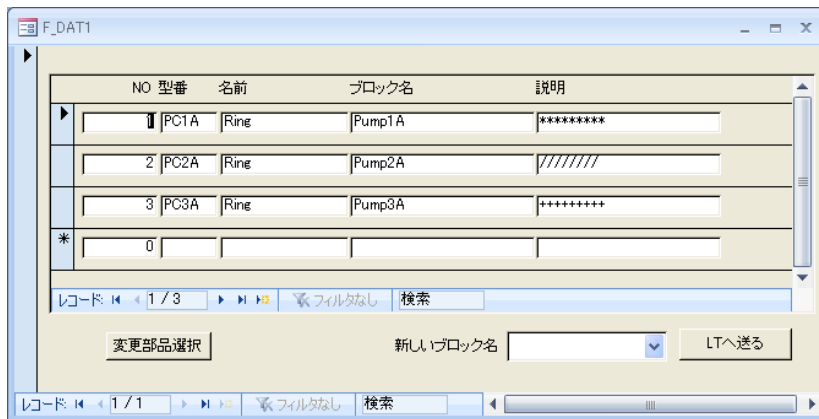 F_DAT1
NO 型番 名前 ブロック名 説明
1 PC1A Ring Pump1A *********
2 PC2A Ring Pump2A ////////
3 PC3A Ring Pump3A +++++++++
0
レコード: 1 / 3 フィルタなし 検索
変更部品選択 新しいブロック名 LTへ送る
レコード: 1 / 1 フィルタなし 検索